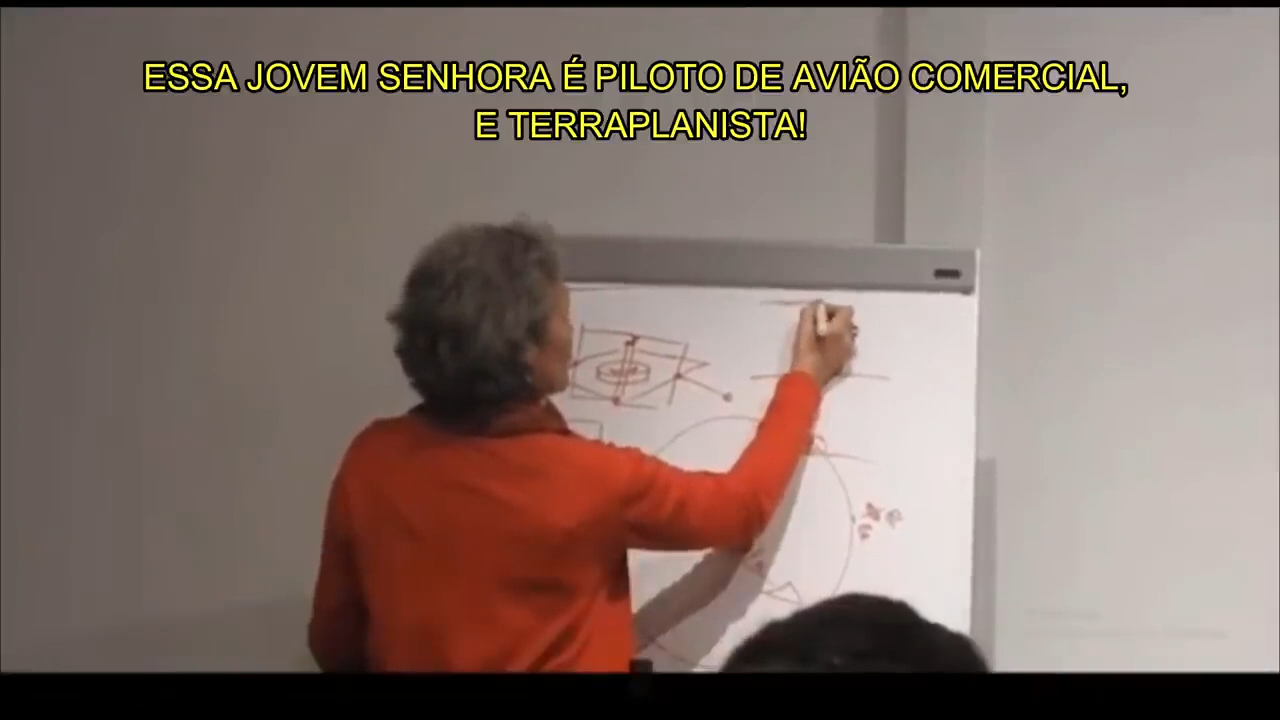 ESSA JOVEM SENHORA É PILOTO DE AVIÃO COMERCIAL,
E TERRAPLANISTA!